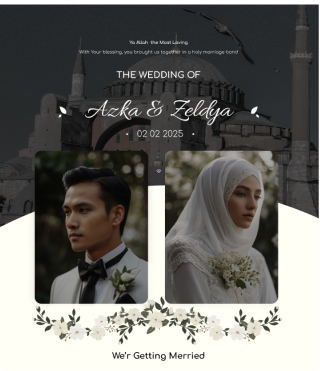 Ya Allah the Most Loving
With Your blessing, you brought us together in a holy marriage bond
THE WEDDING OF
Azka & Zeldya
02 02 2025
We'r Getting Merried